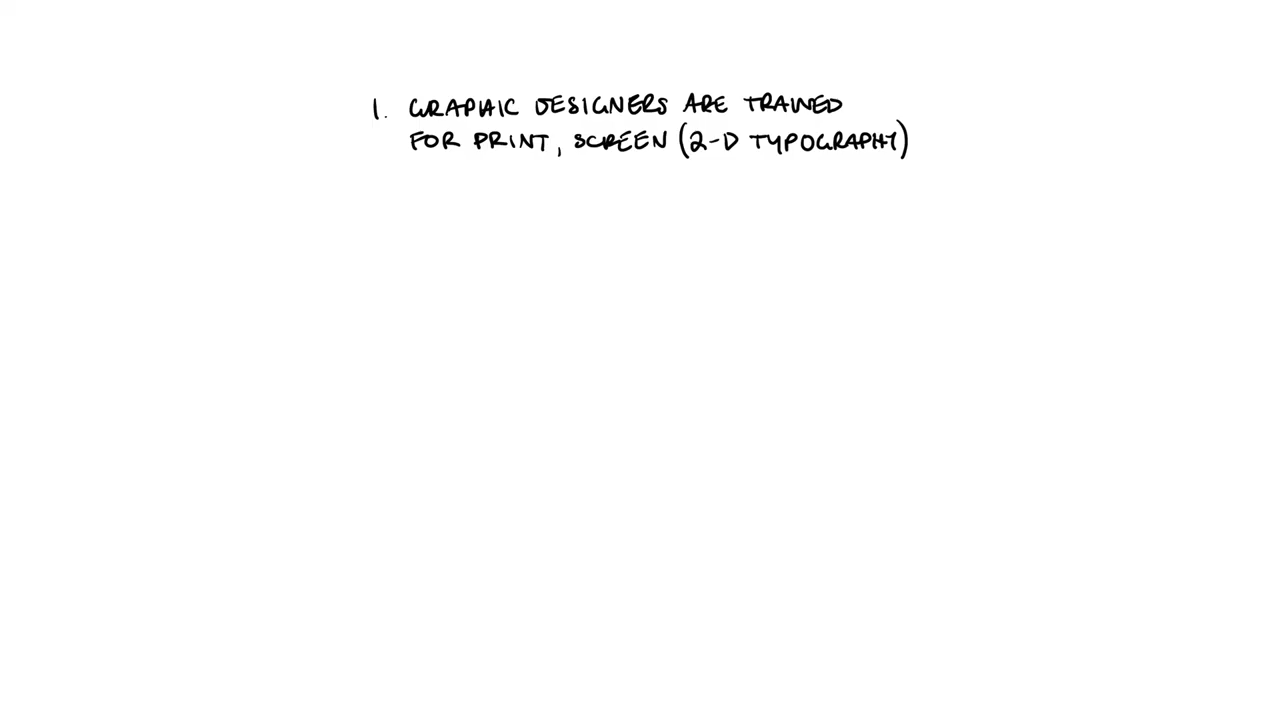 1. GRAPHIC DESIGNERS ARE TRAINED
FOR PRINT, SCREEN (2-D TYPOGRAPHY)